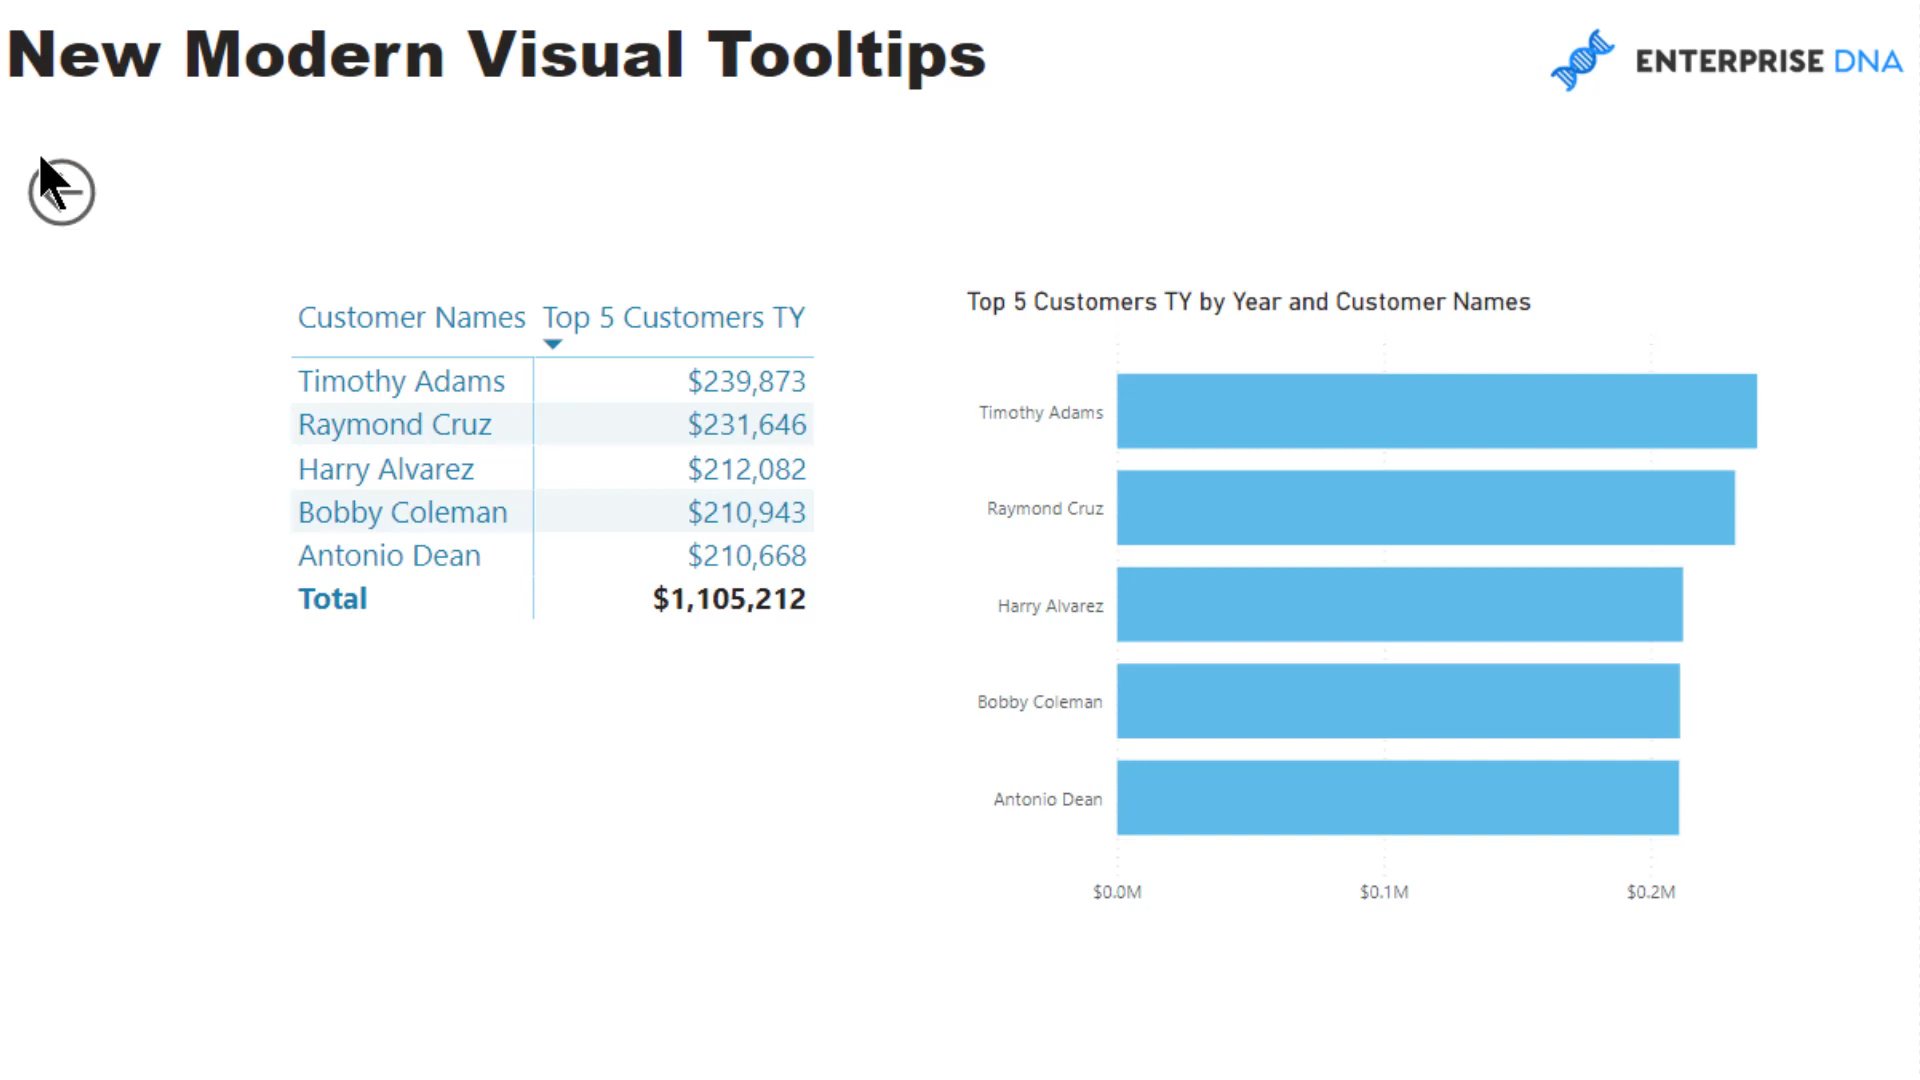 New Modern Visual Tooltips
ENTERPRISE DNA
Customer Names Top 5 Customers TY
Timothy Adams $239,873
Raymond Cruz $231,646
Harry Alvarez $212,082
Bobby Coleman $210,943
Antonio Dean $210,668
Total $1,105,212
Top 5 Customers TY by Year and Customer Names
Timothy Adams
Raymond Cruz
Harry Alvarez
Bobby Coleman
Antonio Dean
$0.0M $0.1M $0.2M